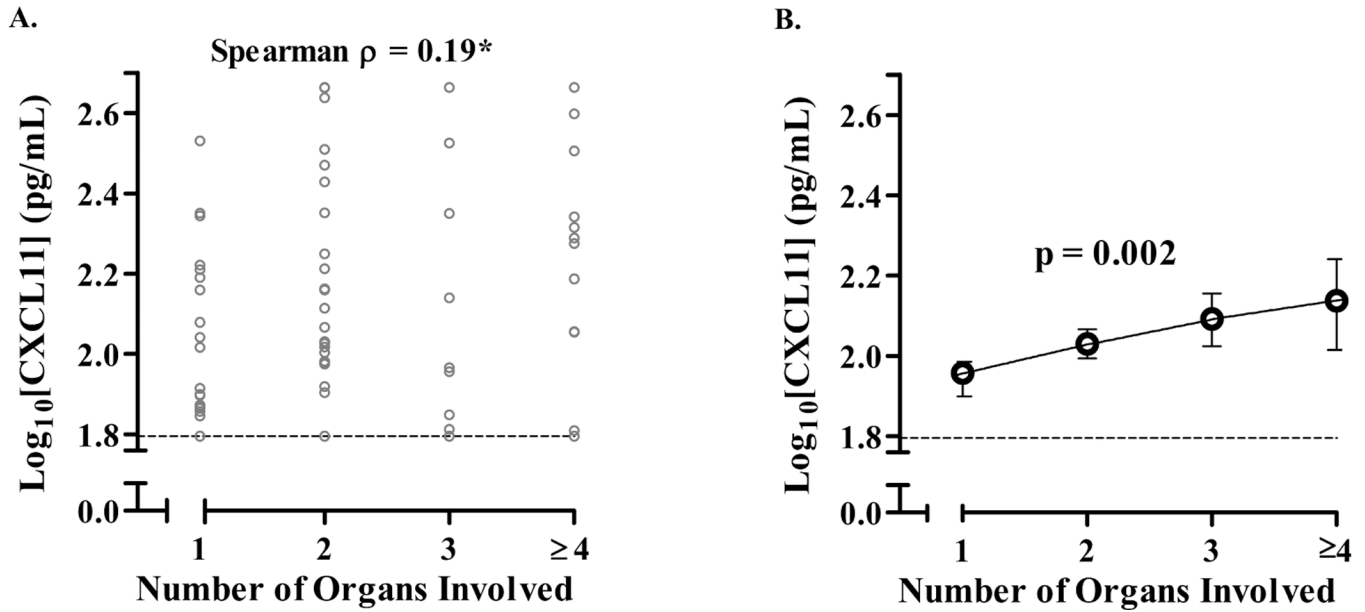 A.
Spearman ρ = 0.19*
Log10[CXCL11] (pg/mL)
2.6
2.4
2.2
2.0
1.8
0.0
1 2 3 ≥4
Number of Organs Involved
B.
Log10[CXCL11] (pg/mL)
2.6
2.4
2.2
2.0
1.8
0.0
p = 0.002
1 2 3 ≥4
Number of Organs Involved